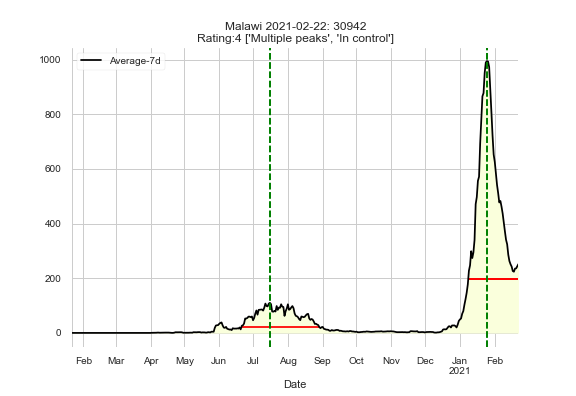 Malawi 2021-02-22: 30942
Rating:4 ['Multiple peaks', 'In control']
Average-7d
1000
800
600
400
200
0
Feb Mar Apr May Jun Jul Aug Sep Oct Nov Dec Jan Feb
2021
Date